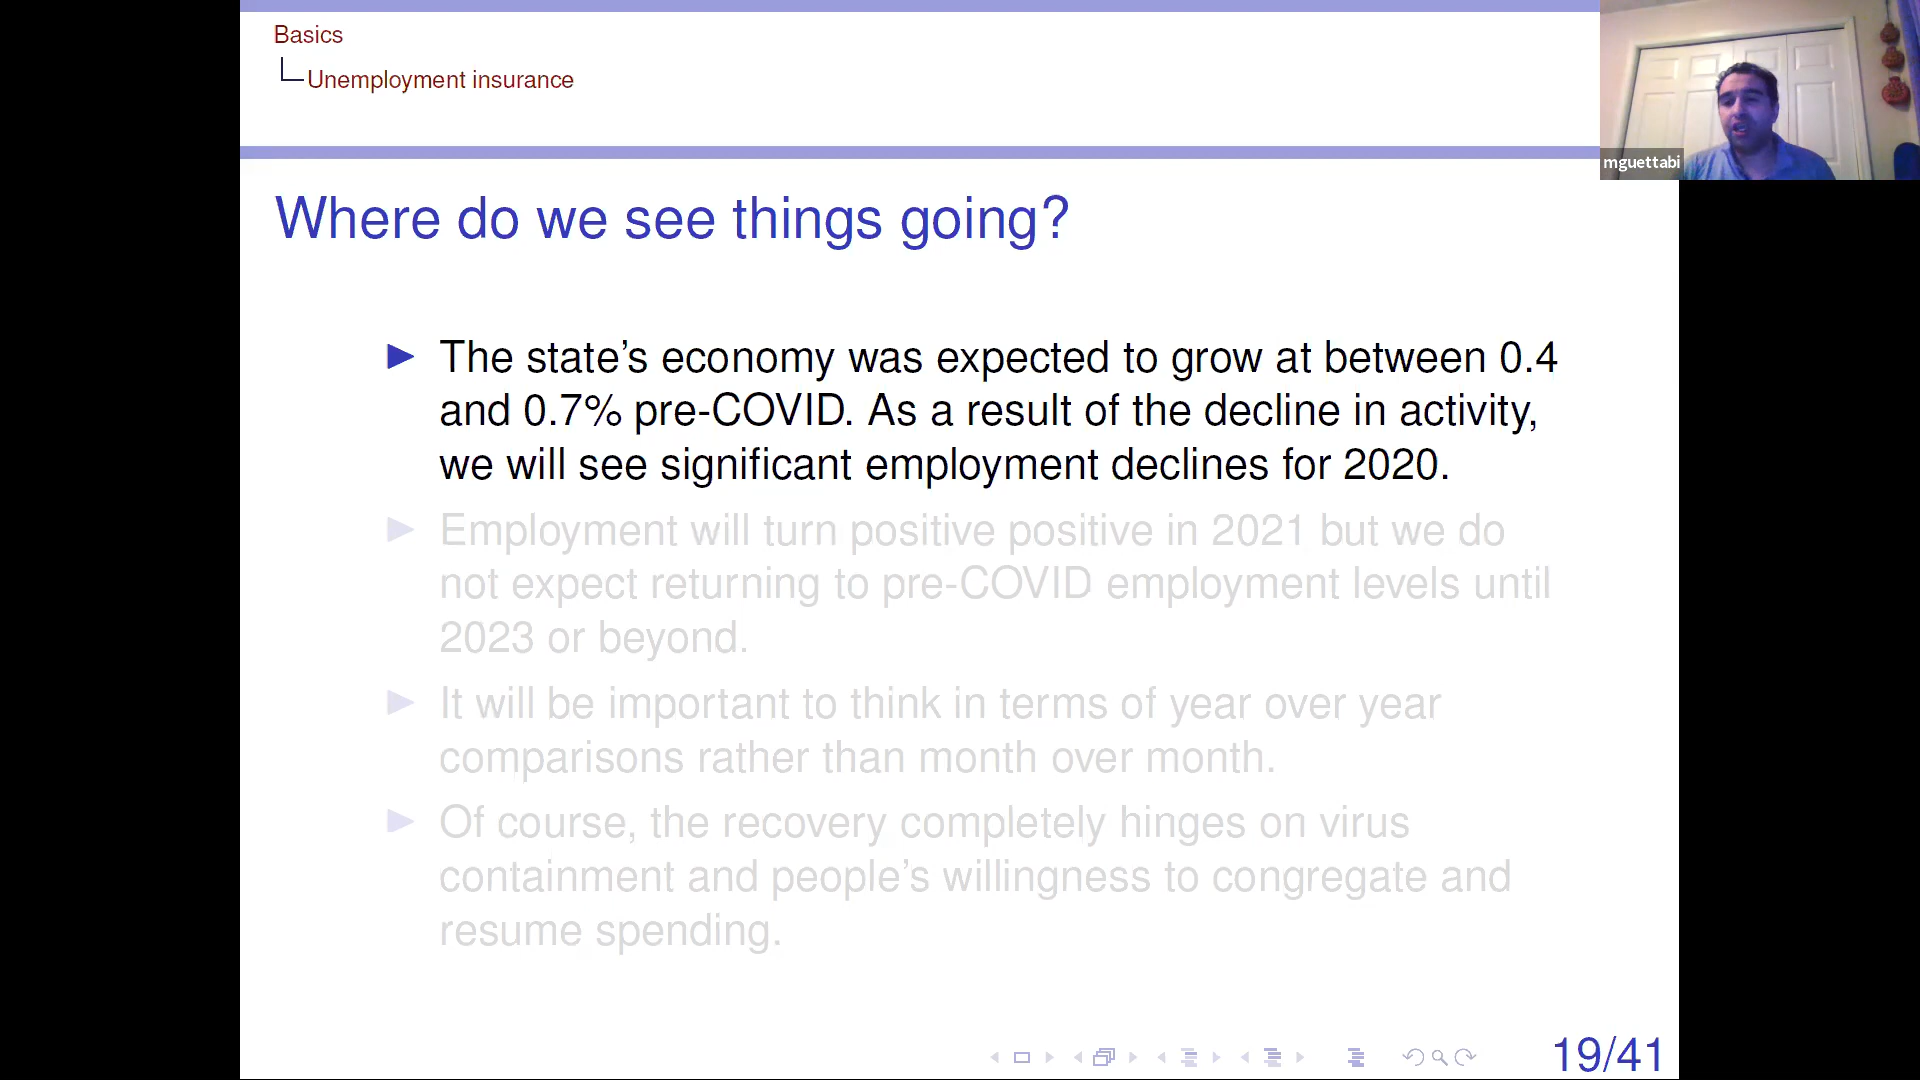 Basics
Unemployment insurance
mguettabi
Where do we see things going?
The state's economy was expected to grow at between 0.4
and 0.7% pre-COVID. As a result of the decline in activity,
we will see significant employment declines for 2020.
Employment will turn positive positive in 2021 but we do
not expect returning to pre-COVID employment levels until
2023 or beyond.
It will be important to think in terms of year over year
comparisons rather than month over month.
Of course, the recovery completely hinges on virus
containment and people's willingness to congregate and
resume spending.
19/41